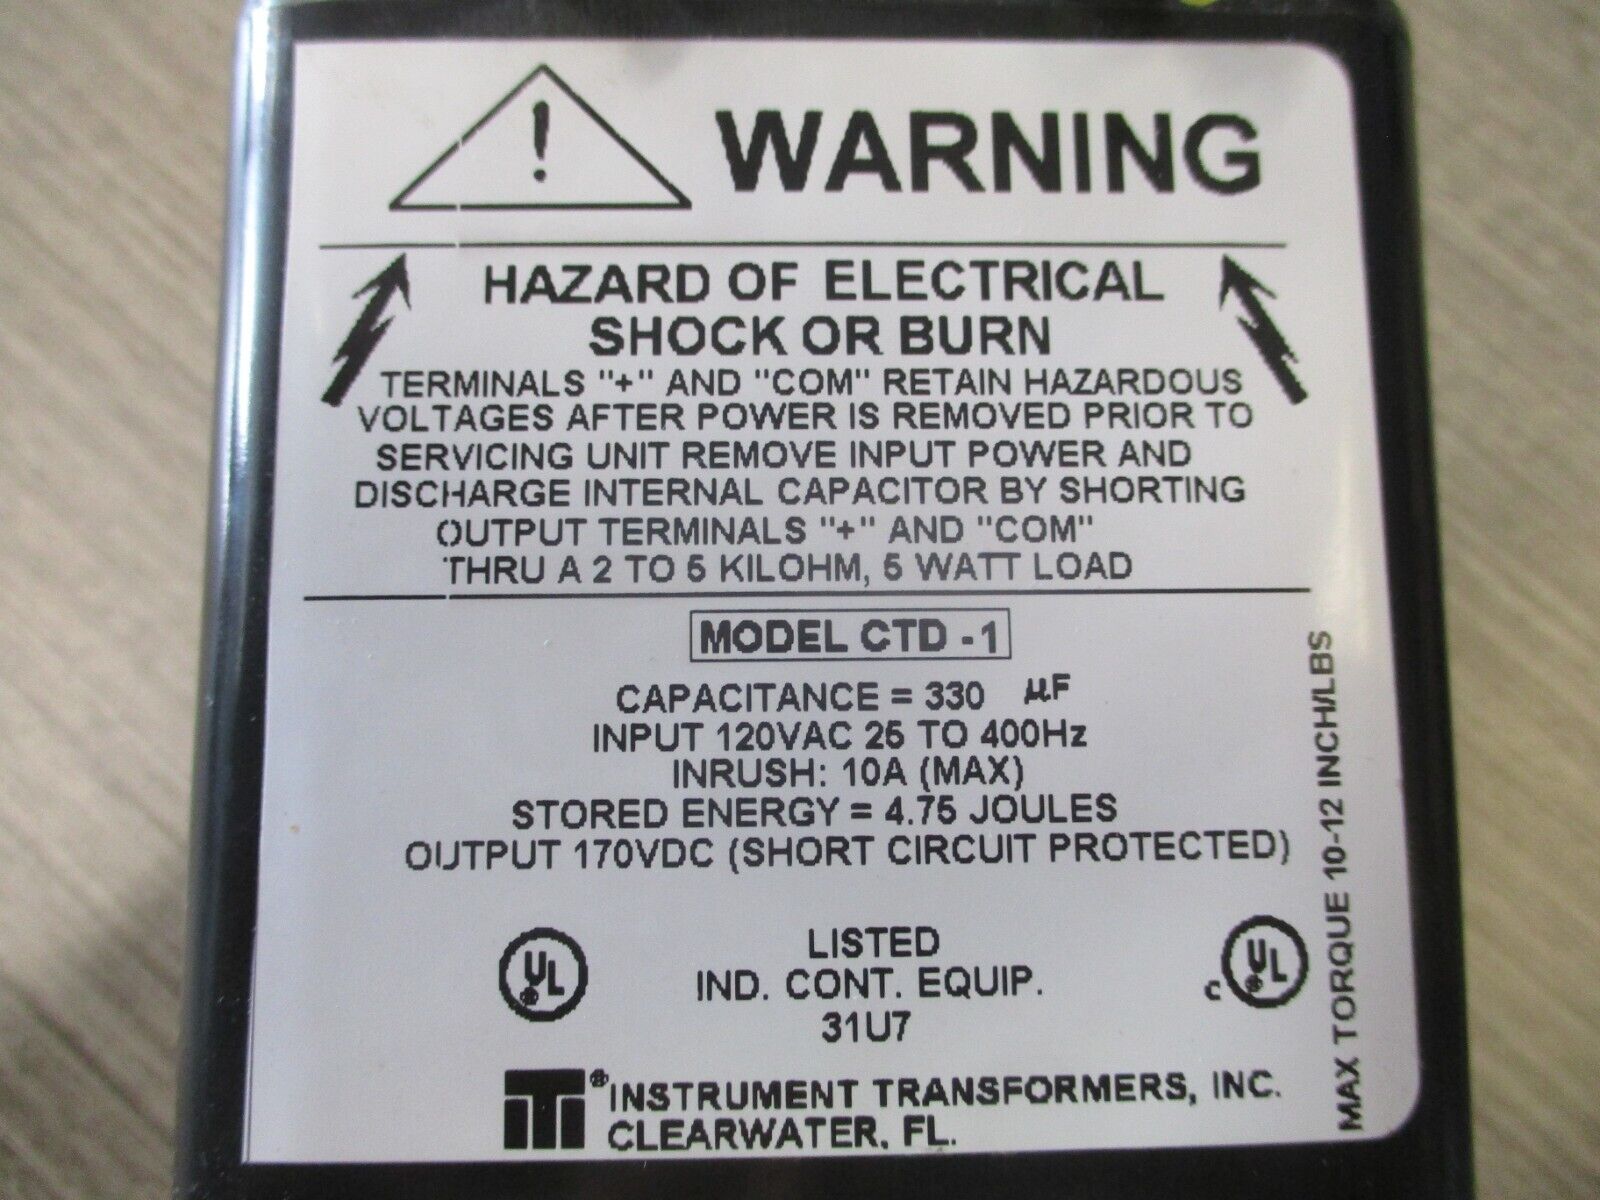 !
WARNING
HAZARD OF ELECTRICAL
SHOCK OR BURN
TERMINALS "+" AND "COM" RETAIN HAZARDOUS
VOLTAGES AFTER POWER IS REMOVED PRIOR TO
SERVICING UNIT REMOVE INPUT POWER AND
DISCHARGE INTERNAL CAPACITOR BY SHORTING
OUTPUT TERMINALS "+" AND "COM"
THRU A 2 TO 5 KILOHM, 5 WATT LOAD
MODEL CTD -1
CAPACITANCE = 330 µF
INPUT 120VAC 25 TO 400Hz
INRUSH: 10A (MAX)
STORED ENERGY = 4.75 JOULES
OUTPUT 170VDC (SHORT CIRCUIT PROTECTED)
MAX TORQUE 10-12 INCH/LBS
UL®
LISTED
IND. CONT. EQUIP.
31U7
c UL®
ITI® INSTRUMENT TRANSFORMERS, INC.
CLEARWATER, FL.